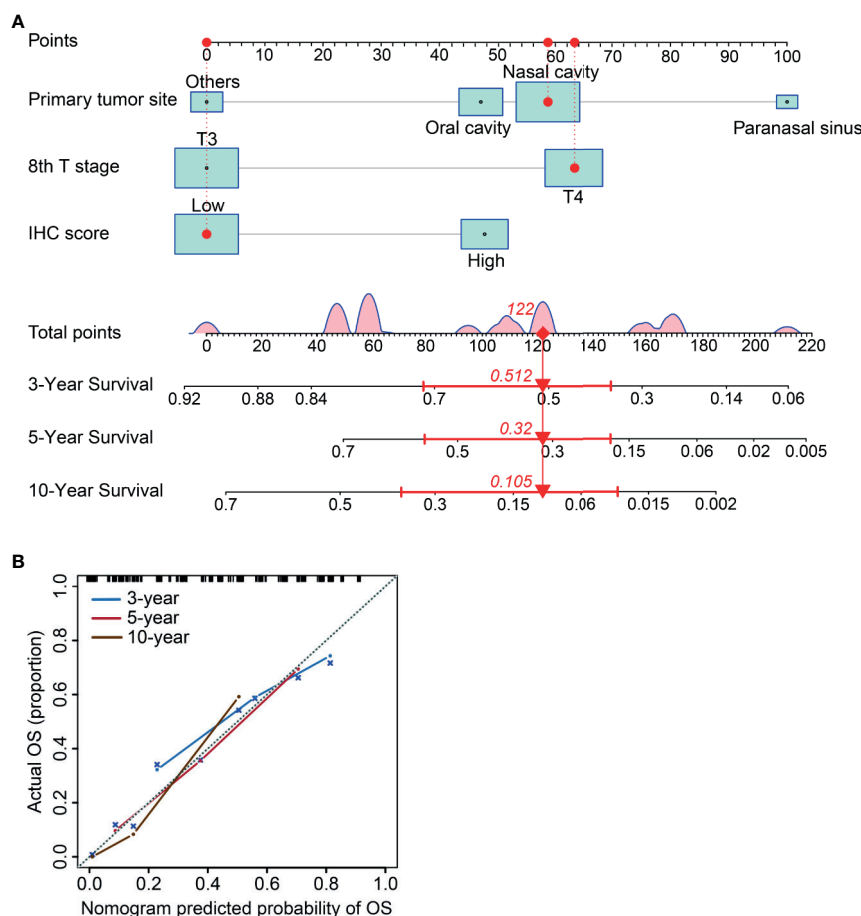 A
Points
0 10 20 30 40 50 60 70 80 90 100
Others
Nasal cavity
Primary tumor site
Oral cavity
Paranasal sinus
T3
8th T stage
T4
Low
IHC score
High
122
Total points
0 20 40 60 80 100 120 140 160 180 200 220
0.512
3-Year Survival
0.92 0.88 0.84 0.7 0.5 0.3 0.14 0.06
0.32
5-Year Survival
0.7 0.5 0.3 0.15 0.06 0.02 0.005
0.105
10-Year Survival
0.7 0.5 0.3 0.15 0.06 0.015 0.002
B
Actual OS (proportion)
1.0
0.8
0.6
0.4
0.2
0.0
3-year
5-year
10-year
0.0 0.2 0.4 0.6 0.8 1.0
Nomogram predicted probability of OS